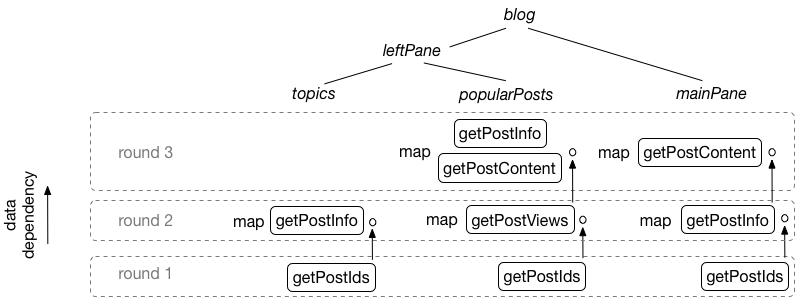 blog
leftPane
topics
popularPosts
mainPane
round 3
map
getPostInfo
getPostContent
map
getPostContent
data
dependency
round 2
map
getPostInfo
map
getPostViews
map
getPostInfo
round 1
getPostIds
getPostIds
getPostIds